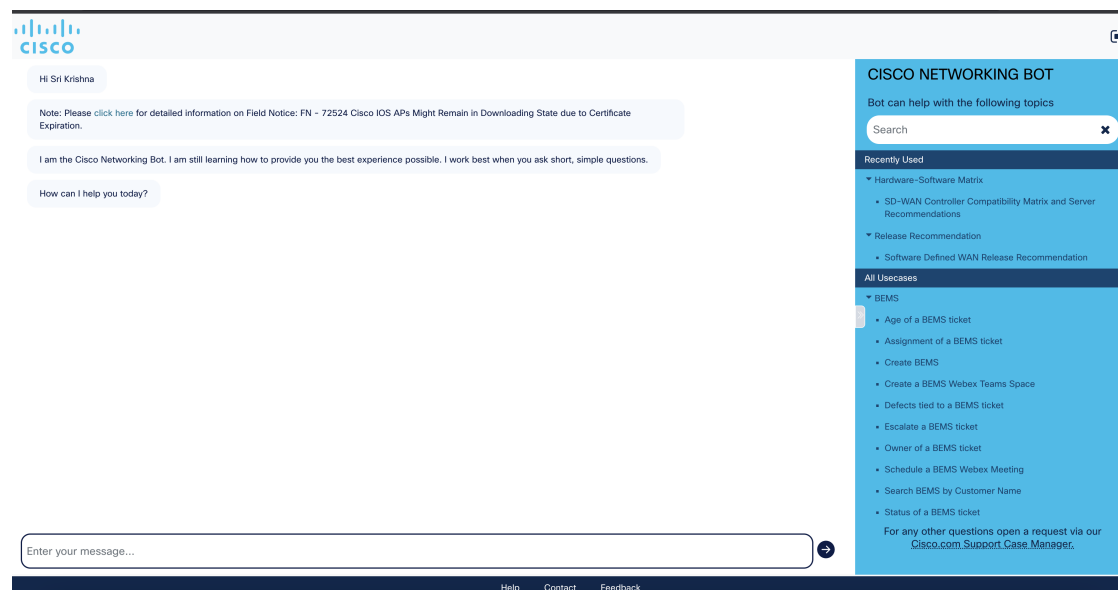 CISCO
Hi Sri Krishna
Note: Please click here for detailed information on Field Notice: FN - 72524 Cisco IOS APs Might Remain in Downloading State due to Certificate
Expiration.
I am the Cisco Networking Bot. I am still learning how to provide you the best experience possible. I work best when you ask short, simple questions.
How can I help you today?
Enter your message...
CISCO NETWORKING BOT
Bot can help with the following topics
Search
Recently Used
Hardware-Software Matrix
SD-WAN Controller Compatibility Matrix and Server
Recommendations
Release Recommendation
Software Defined WAN Release Recommendation
All Usecases
BEMS
Age of a BEMS ticket
Assignment of a BEMS ticket
Create BEMS
Create a BEMS Webex Teams Space
Defects tied to a BEMS ticket
Escalate a BEMS ticket
Owner of a BEMS ticket
Schedule a BEMS Webex Meeting
Search BEMS by Customer Name
Status of a BEMS ticket
For any other questions open a request via our
Cisco.com Support Case Manager.
Help Contact Feedback